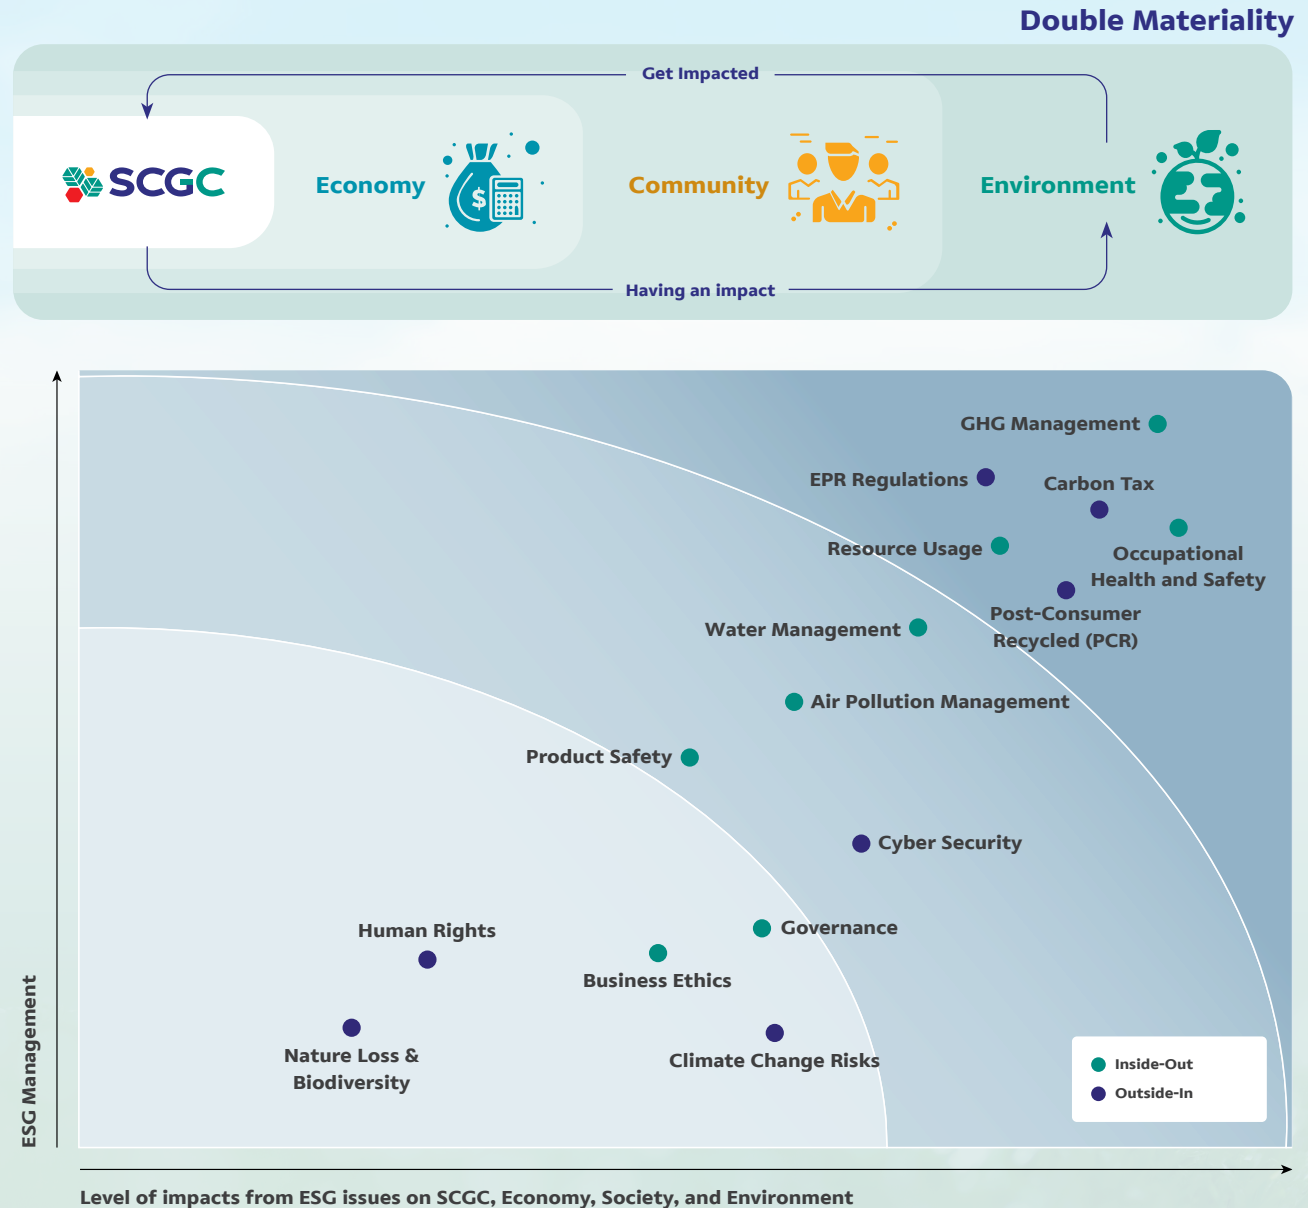 Double Materiality
Get Impacted
SCGC
Economy
$
Community
Environment
Having an impact
GHG Management
EPR Regulations
Carbon Tax
Resource Usage
Occupational
Health and Safety
Post-Consumer
Recycled (PCR)
Water Management
Air Pollution Management
Product Safety
Cyber Security
Governance
Human Rights
Business Ethics
Nature Loss &
Biodiversity
Climate Change Risks
Inside-Out
Outside-In
ESG Management
Level of impacts from ESG issues on SCGC, Economy, Society, and Environment